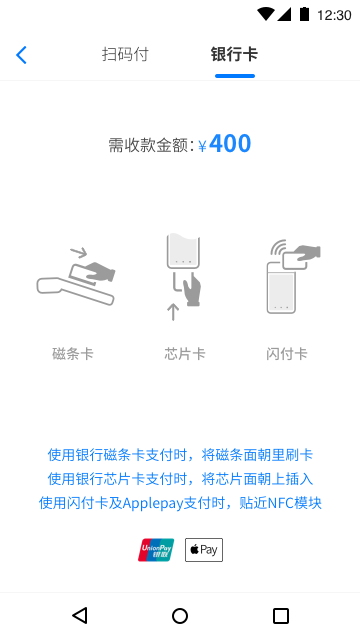 12:30
扫码付 银行卡
需收款金额：¥400
磁条卡 芯片卡 闪付卡
使用银行磁条卡支付时，将磁条面朝里刷卡
使用银行芯片卡支付时，将芯片面朝上插入
使用闪付卡及Applepay支付时，贴近NFC模块
UnionPay 银联 Pay